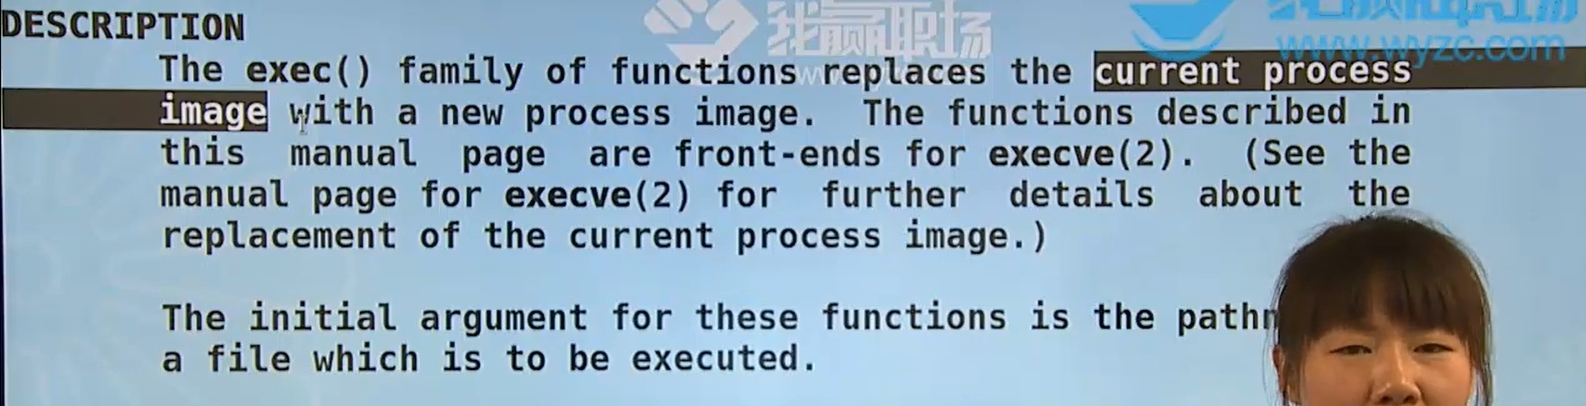 我赢职场
www.wyzc.com
DESCRIPTION
The exec() family of functions replaces the current process
image with a new process image.  The functions described in
this  manual  page  are front-ends for execve(2).  (See the
manual page for execve(2) for  further  details  about  the
replacement of the current process image.)
The initial argument for these functions is the
a file which is to be executed.